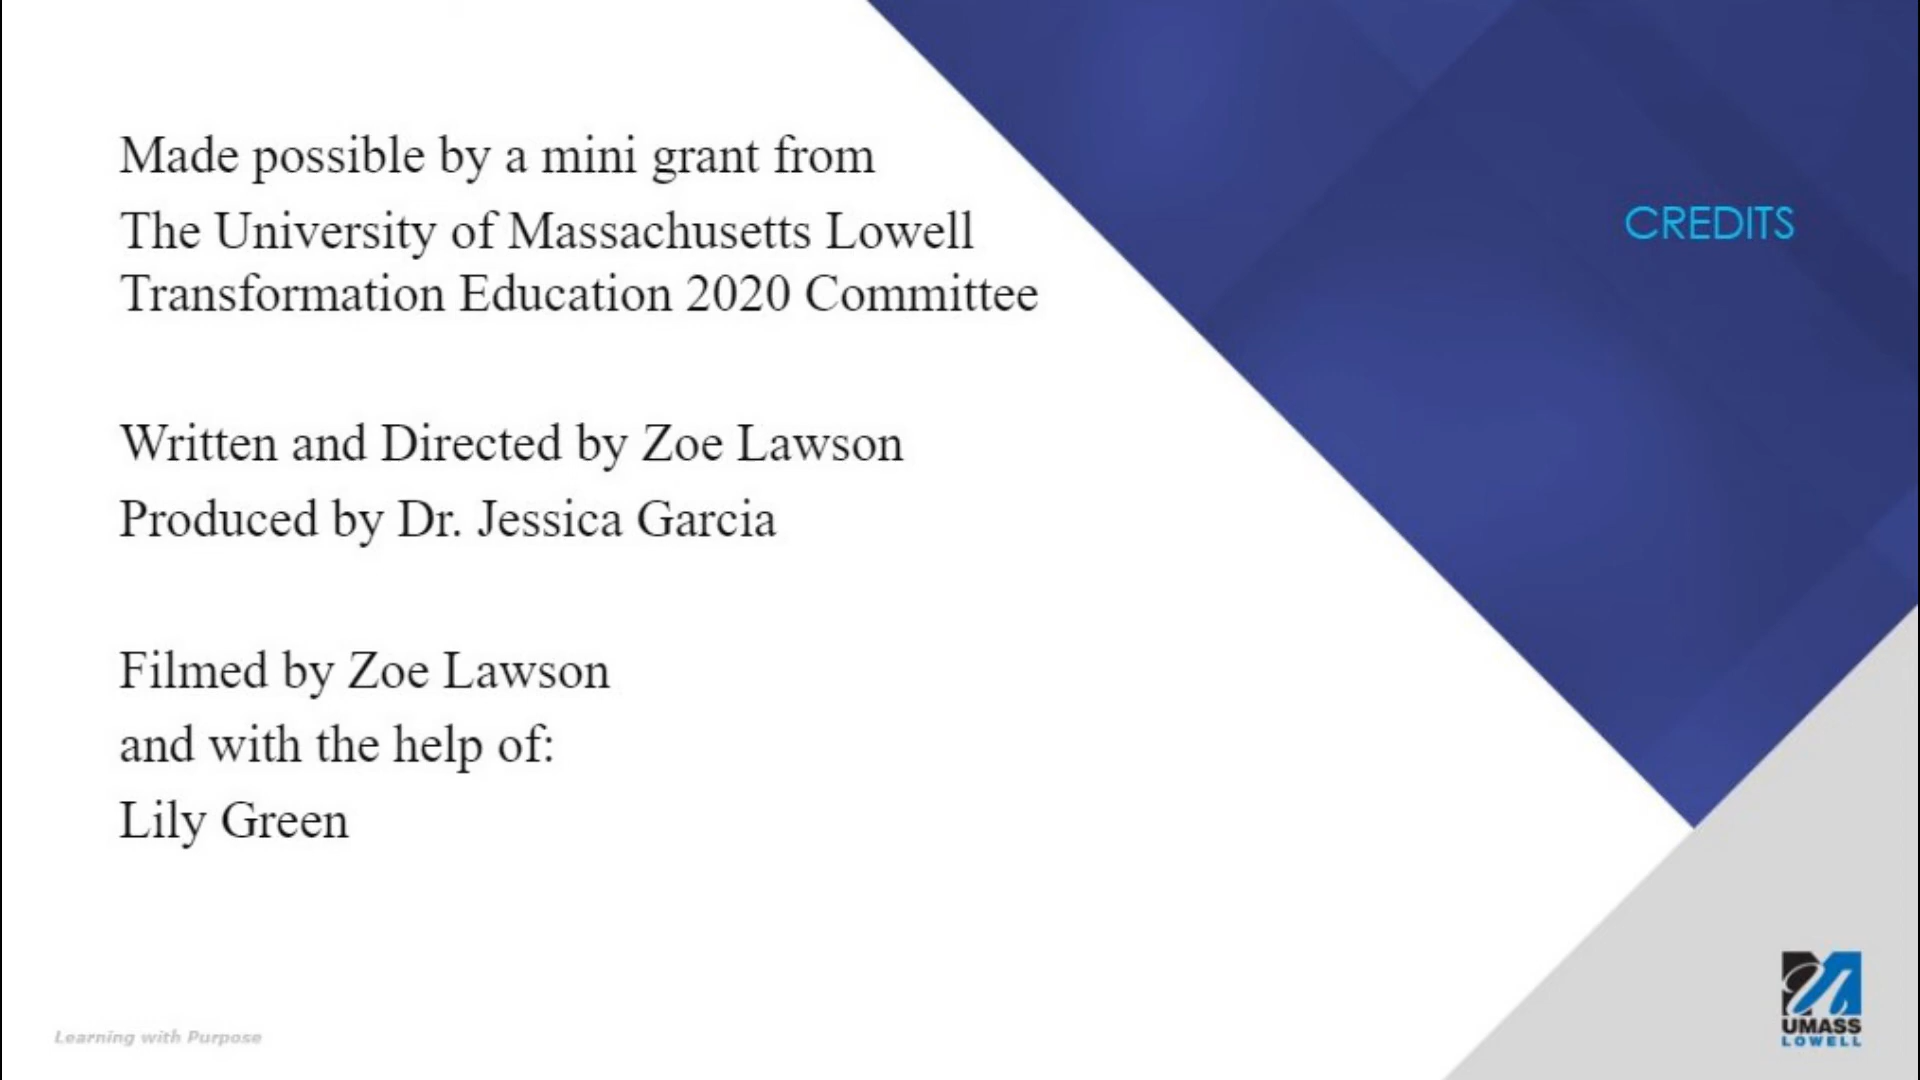 Made possible by a mini grant from
The University of Massachusetts Lowell
Transformation Education 2020 Committee
Written and Directed by Zoe Lawson
Produced by Dr. Jessica Garcia
Filmed by Zoe Lawson
and with the help of:
Lily Green
CREDITS
Learning with Purpose
UMASS
LOWELL